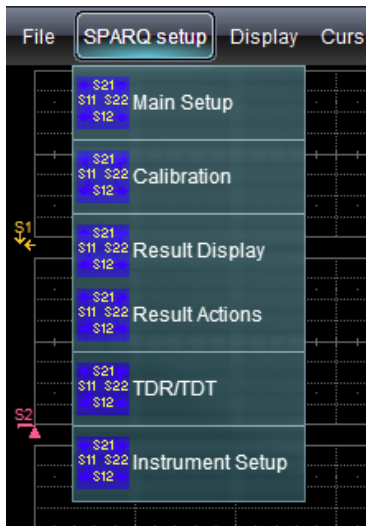 File SPARQ setup Display Curs
S21
S11 S22 Main Setup
S12
S21
S11 S22 Calibration
S12
S1
S21
S11 S22 Result Display
S12
S21
S11 S22 Result Actions
S12
S21
S11 S22 TDR/TDT
S12
S2
S21
S11 S22 Instrument Setup
S12